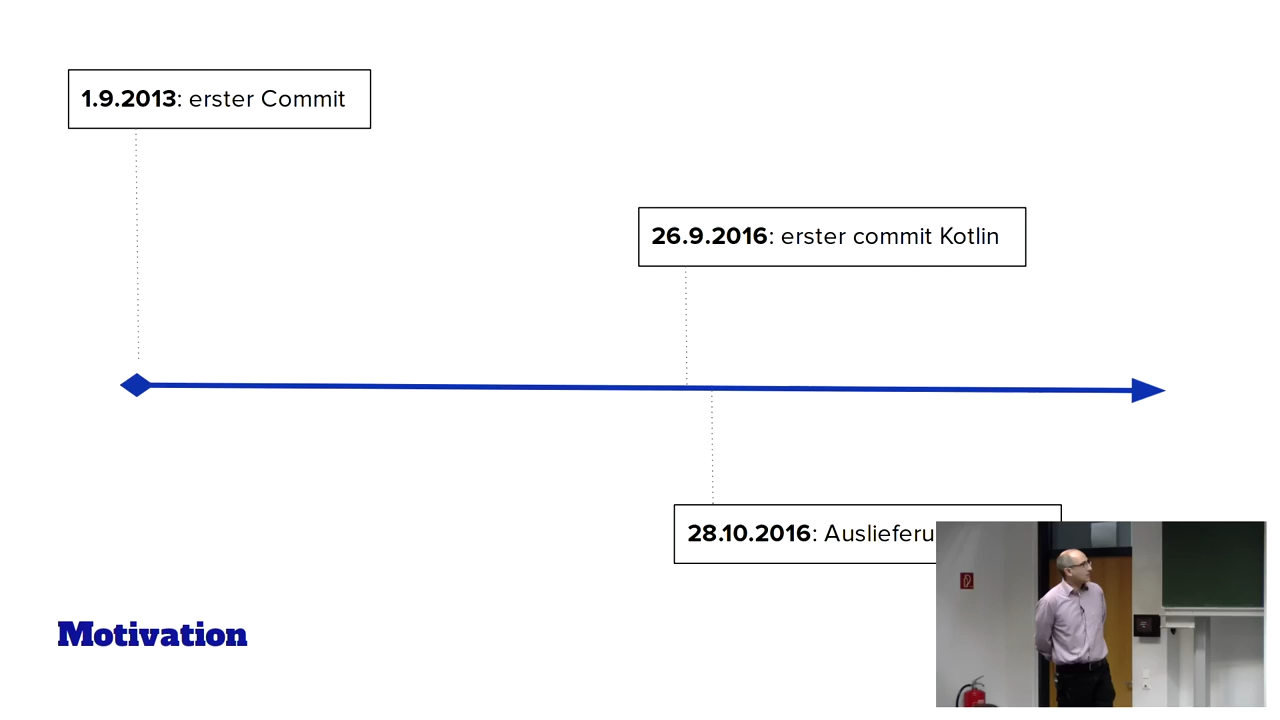 1.9.2013: erster Commit
26.9.2016: erster commit Kotlin
28.10.2016:
Motivation